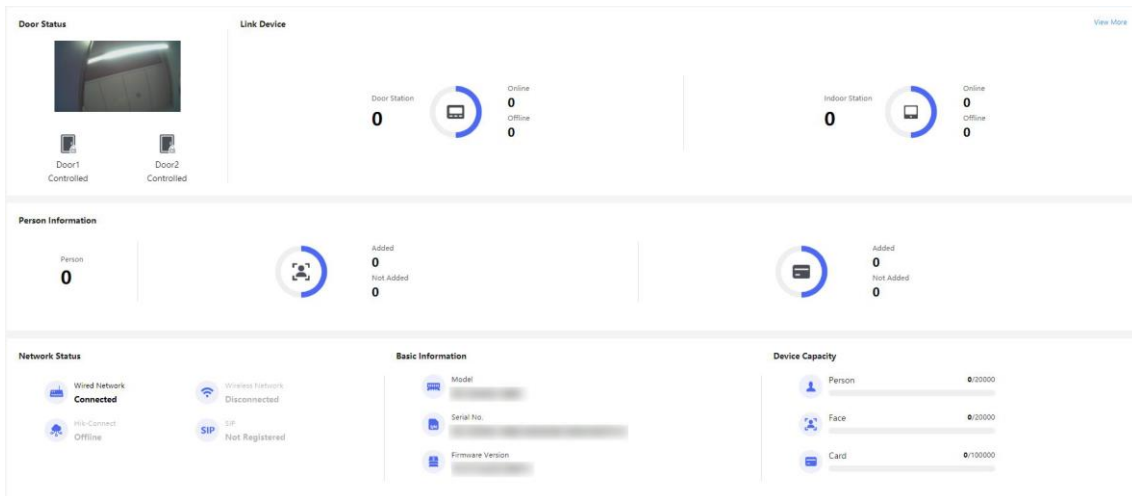 Door Status
Link Device
View More
Door1
Controlled
Door2
Controlled
Door Station
0
Online
0
Offline
0
Indoor Station
0
Online
0
Offline
0
Person Information
Person
0
Added
0
Not Added
0
Added
0
Not Added
0
Network Status
Wired Network
Connected
Wireless Network
Disconnected
Hik-Connect
Offline
SIP
SIP
Not Registered
Basic Information
Model
Serial No.
Firmware Version
Device Capacity
Person 0/20000
Face 0/20000
Card 0/100000